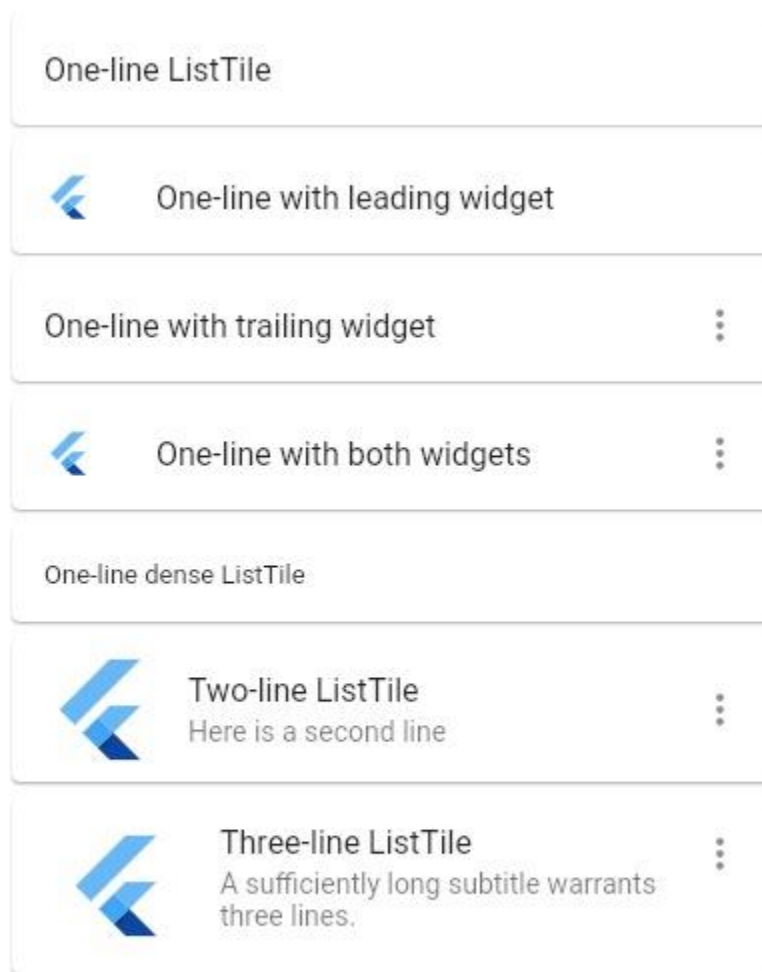 One-line ListTile
One-line with leading widget
One-line with trailing widget
One-line with both widgets
One-line dense ListTile
Two-line ListTile
Here is a second line
Three-line ListTile
A sufficiently long subtitle warrants
three lines.